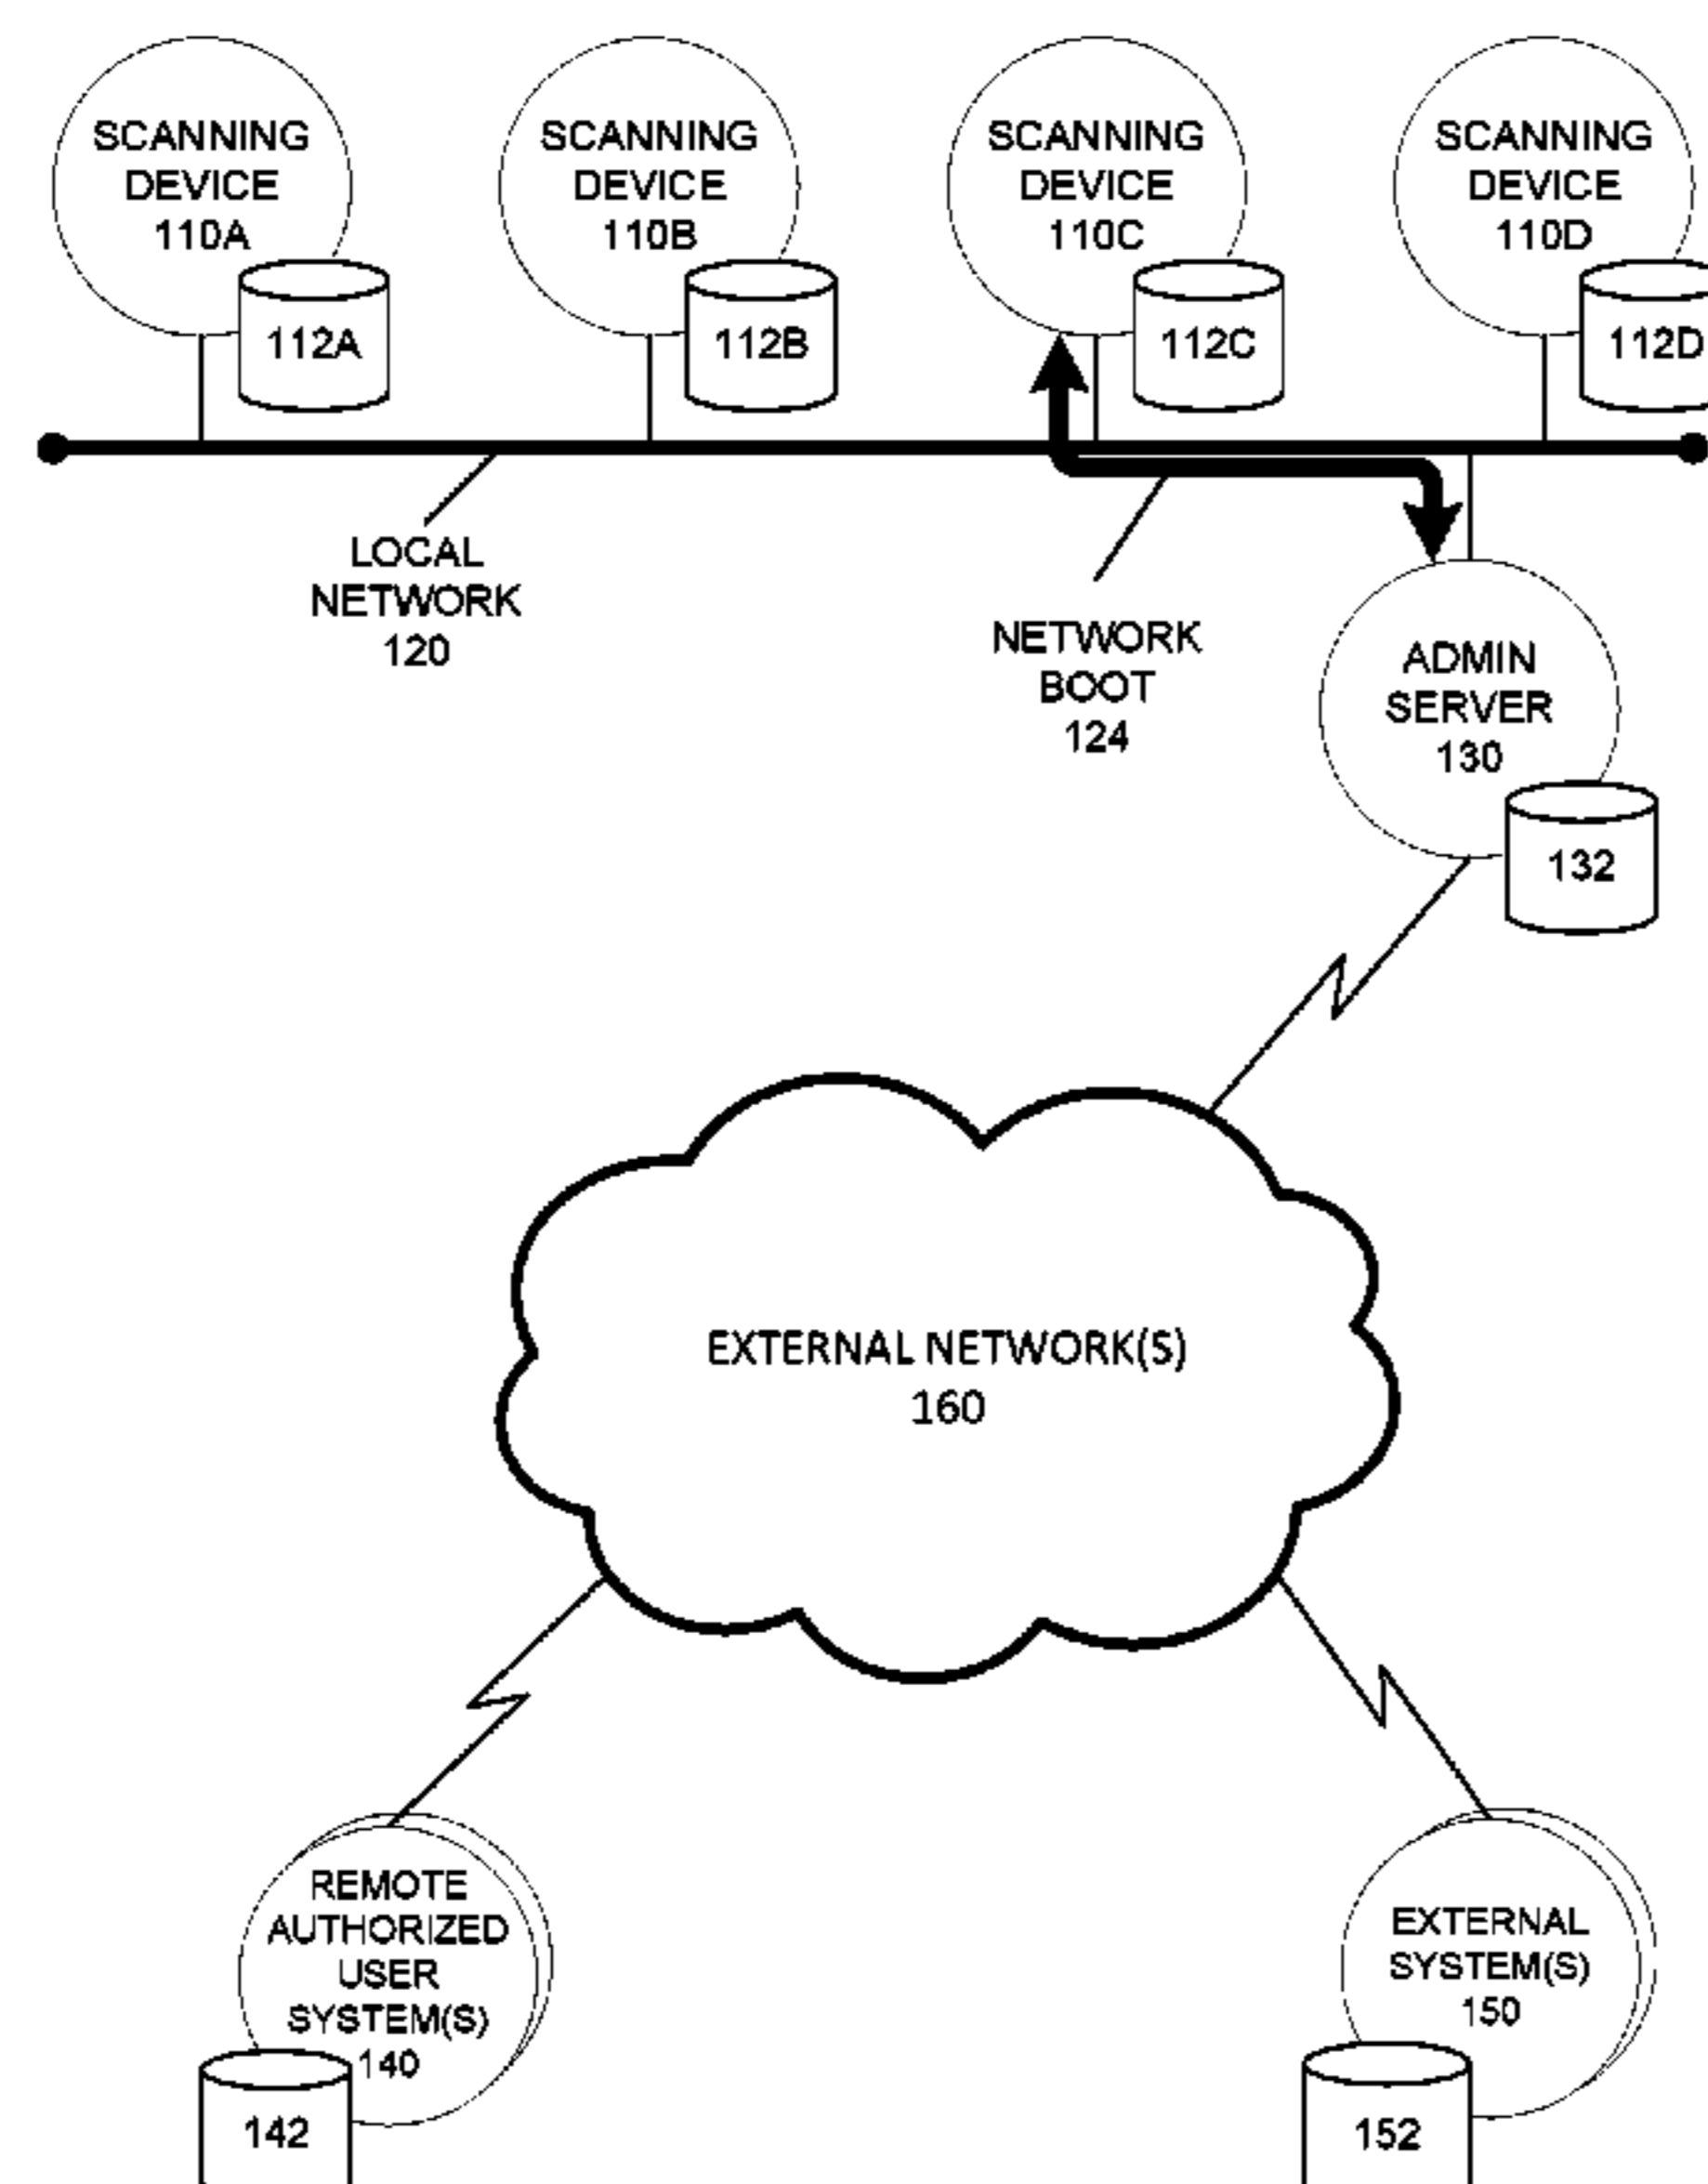 SCANNING
DEVICE
110A
112A
SCANNING
DEVICE
110B
112B
SCANNING
DEVICE
110C
112C
SCANNING
DEVICE
110D
112D
LOCAL
NETWORK
120
NETWORK
BOOT
124
ADMIN
SERVER
130
132
EXTERNAL NETWORK(S)
160
REMOTE
AUTHORIZED
USER
SYSTEM(S)
140
142
EXTERNAL
SYSTEM(S)
150
152